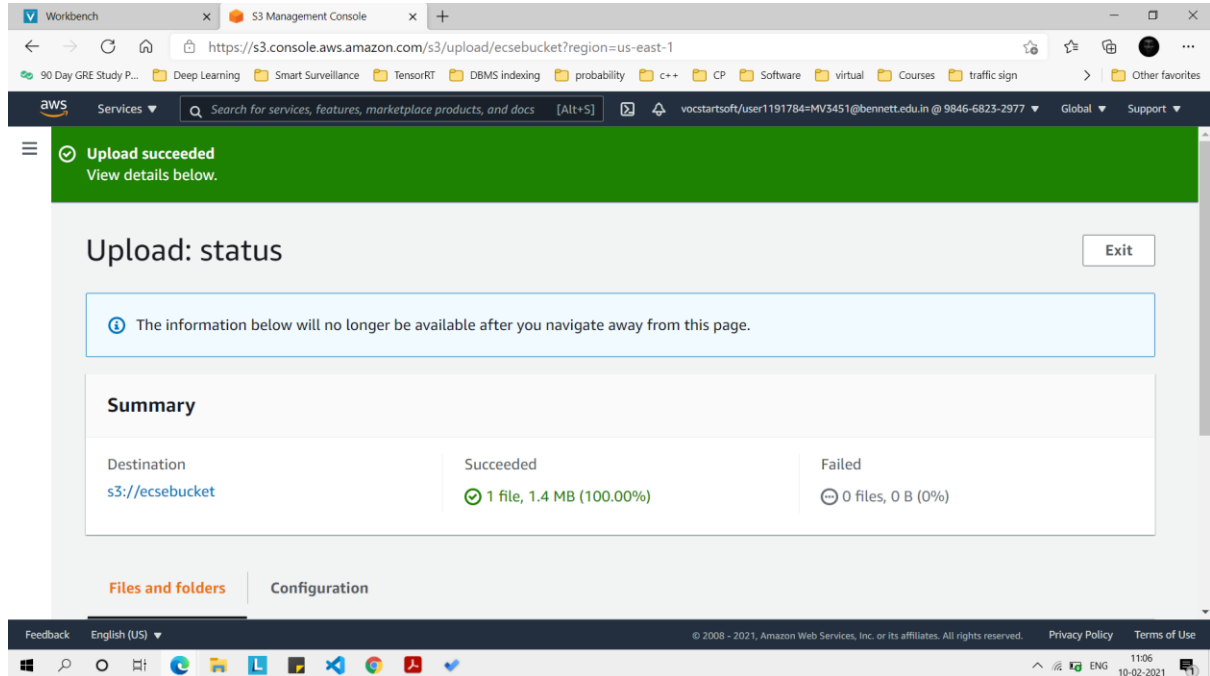 Workbench
S3 Management Console
https://s3.console.aws.amazon.com/s3/upload/ecsebucket?region=us-east-1
90 Day GRE Study P... Deep Learning Smart Surveillance TensorRT DBMS indexing probability c++ CP Software virtual Courses traffic sign Other favorites
aws Services ▼ Search for services, features, marketplace products, and docs [Alt+S] vocstartsoft/user1191784=MV3451@bennett.edu.in @ 9846-6823-2977 ▼ Global ▼ Support ▼
Upload succeeded
View details below.
Upload: status
Exit
The information below will no longer be available after you navigate away from this page.
Summary
Destination Succeeded Failed
s3://ecsebucket 1 file, 1.4 MB (100.00%) 0 files, 0 B (0%)
Files and folders Configuration
Feedback English (US) ▼ © 2008 - 2021, Amazon Web Services, Inc. or its affiliates. All rights reserved. Privacy Policy Terms of Use
L ENG 11:06
10-02-2021 1